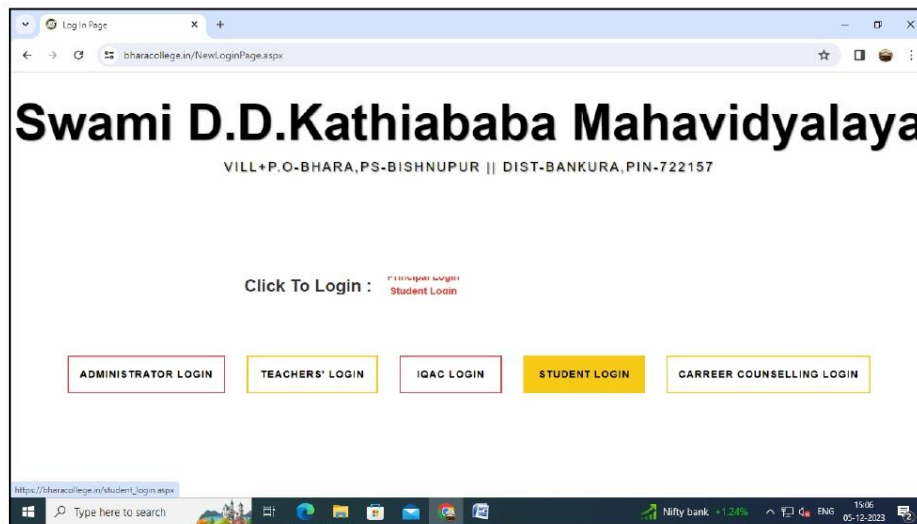 Log In Page
bharacollege.in/NewLoginPage.aspx
Swami D.D.Kathiababa Mahavidyalaya
VILL+P.O-BHARA,PS-BISHNUPUR || DIST-BANKURA,PIN-722157
Principal Login
Click To Login :
Student Login
ADMINISTRATOR LOGIN TEACHERS' LOGIN IQAC LOGIN STUDENT LOGIN CARREER COUNSELLING LOGIN
https://bharacollege.in/student_login.aspx
Type here to search Nifty bank +1.24% ENG
15:06
05-12-2023